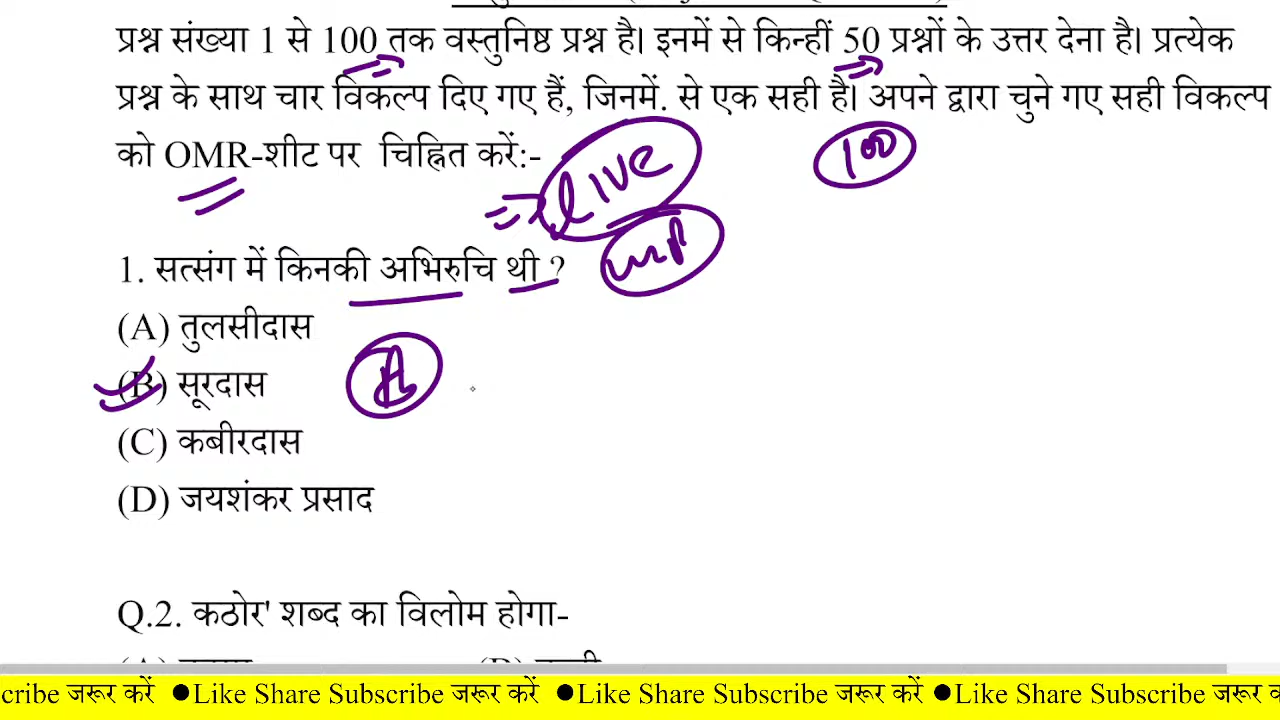 प्रश्न संख्या 1 से 100 तक वस्तुनिष्ठ प्रश्न है। इनमें से किन्हीं 50 प्रश्नों के उत्तर देना है। प्रत्येक
प्रश्न के साथ चार विकल्प दिए गए हैं, जिनमें. से एक सही है। अपने द्वारा चुने गए सही विकल्प
को OMR-शीट पर चिह्नित करें:-
100
LIVE
1. सत्संग में किनकी अभिरुचि थी ?
(A) तुलसीदास
(B) सूरदास
(C) कबीरदास
(D) जयशंकर प्रसाद
Q.2. कठोर' शब्द का विलोम होगा-
cribe जरूर करें ●Like Share Subscribe जरूर करें ●Like Share Subscribe जरूर करें ●Like Share Subscribe जरूर क